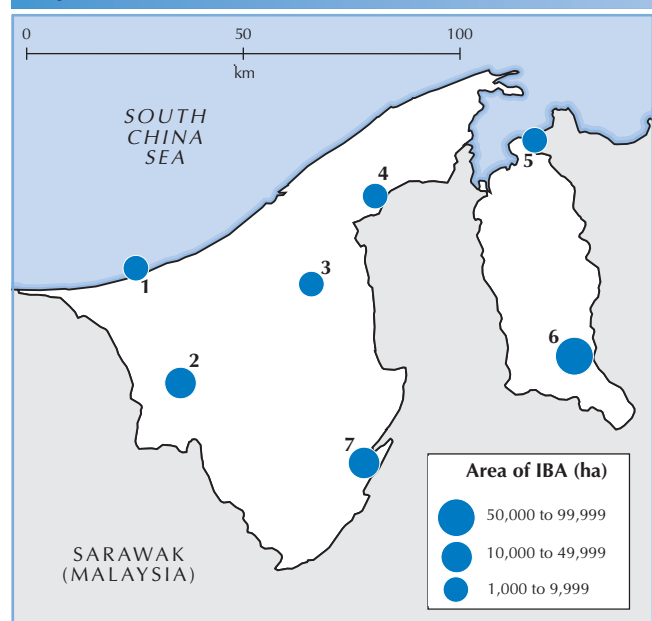 0 50 100
km
SOUTH
CHINA
SEA
5
4
3
1
6
2
7
Area of IBA (ha)
50,000 to 99,999
10,000 to 49,999
1,000 to 9,999
SARAWAK
(MALAYSIA)